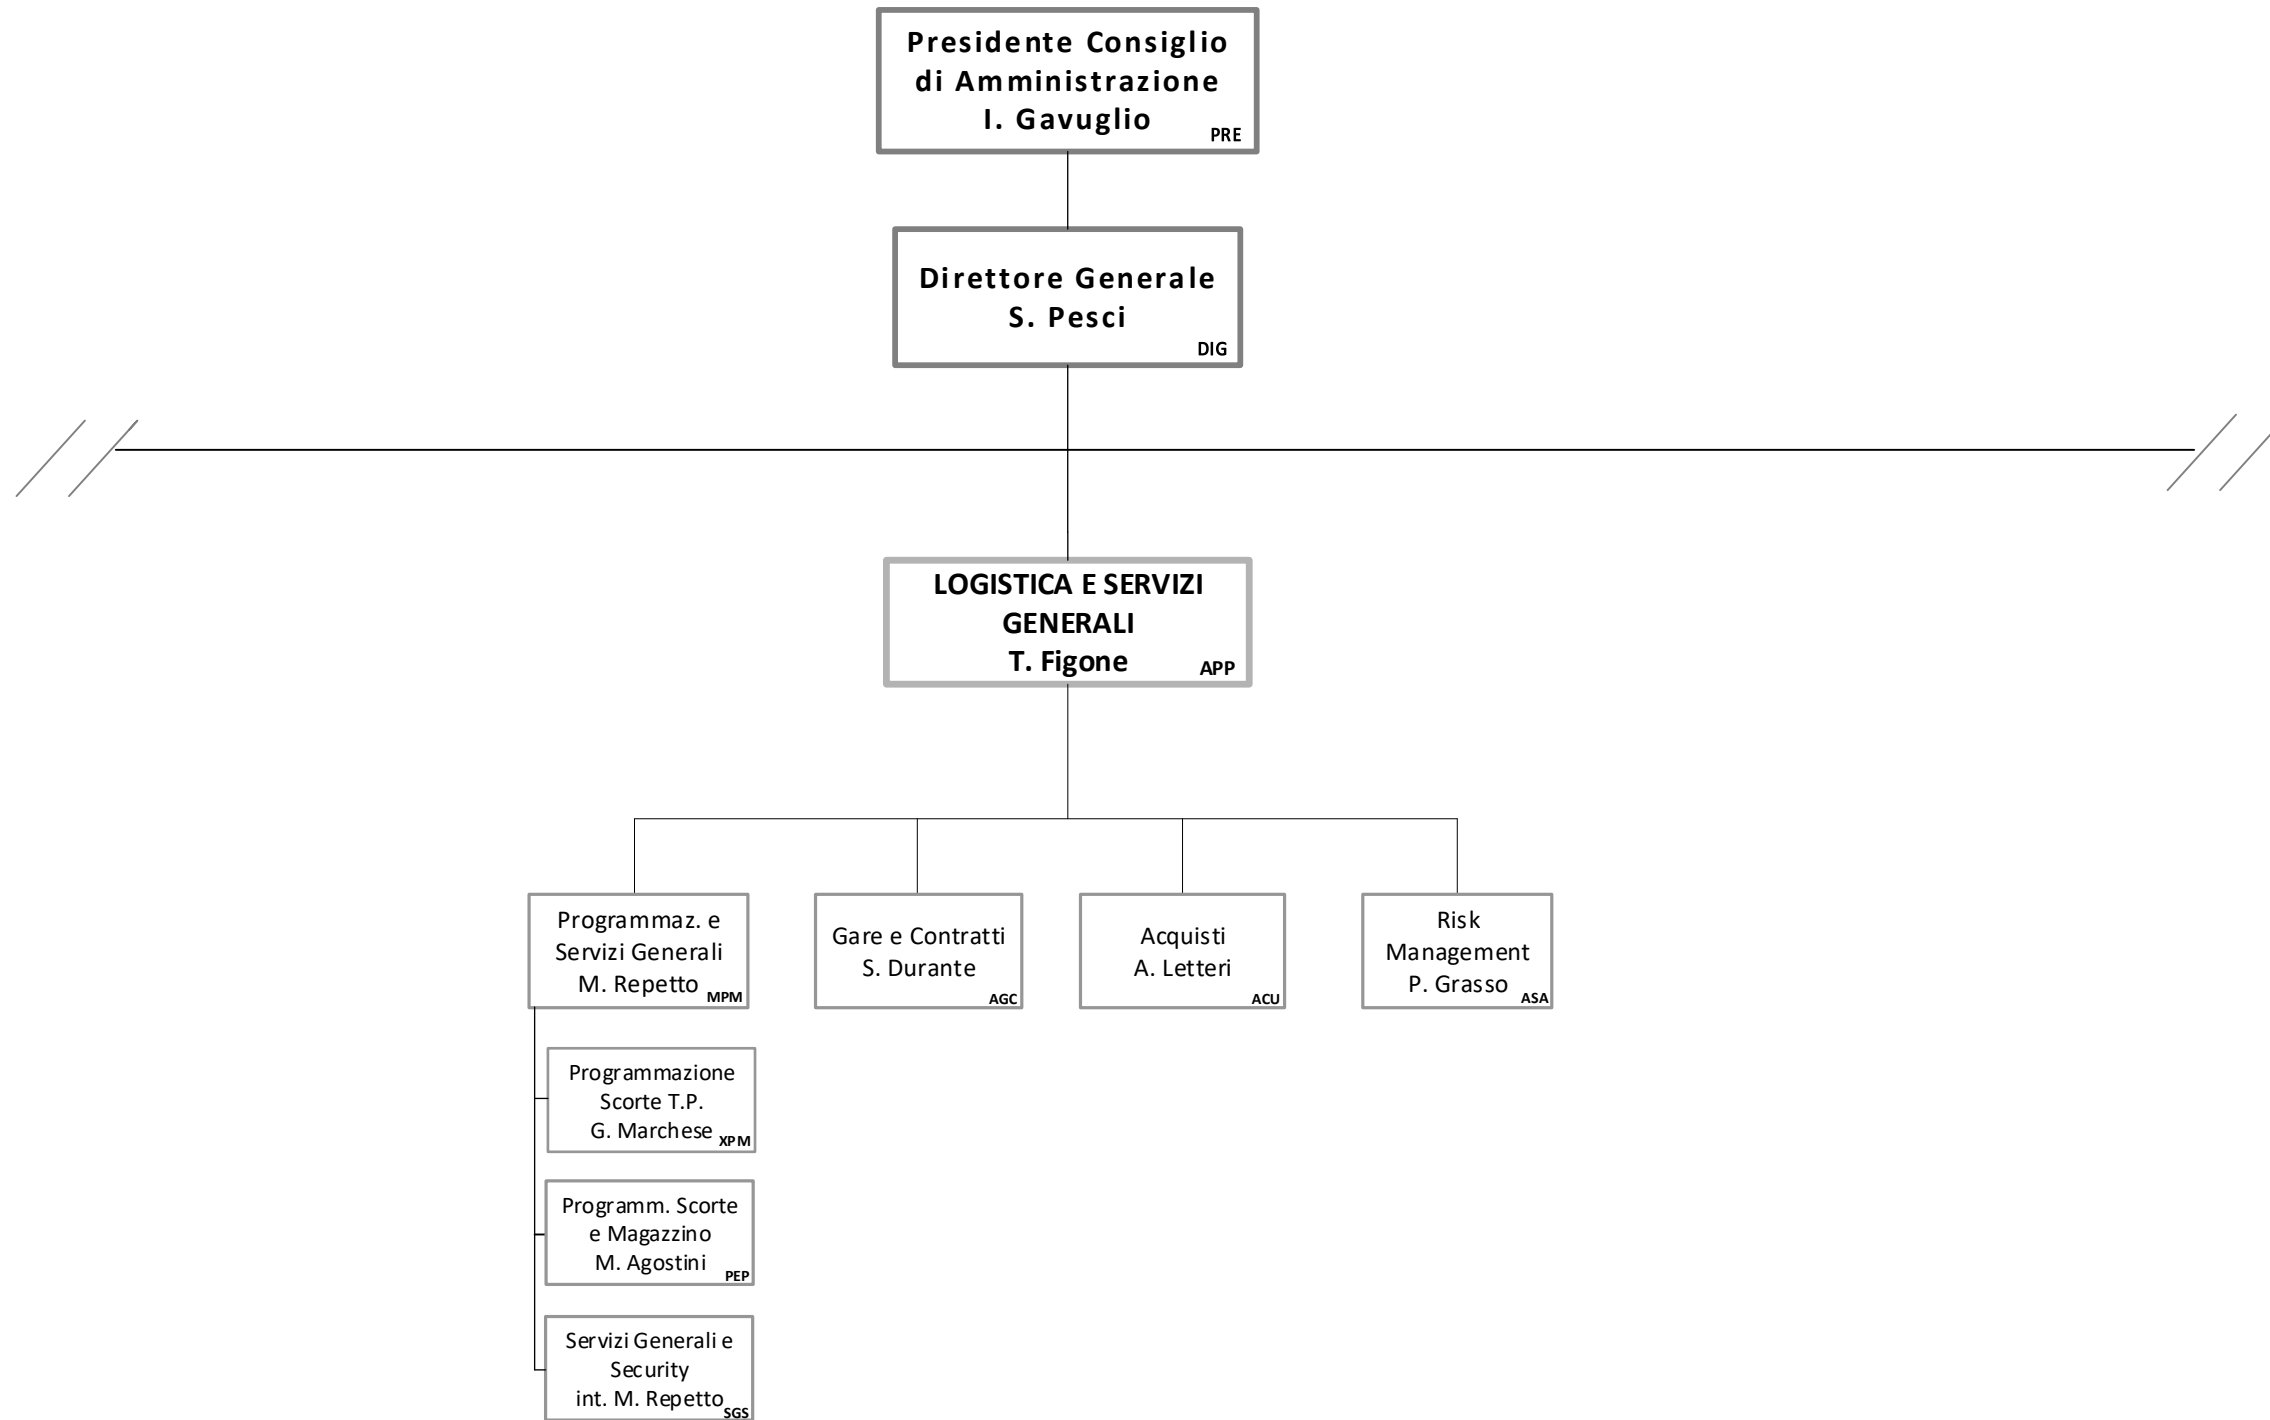 Presidente Consiglio
di Amministrazione
I. Gavuglio
PRE
Direttore Generale
S. Pesci
DIG
LOGISTICA E SERVIZI
GENERALI
T. Figone
APP
Programmaz. e
Servizi Generali
M. Repetto
MPM
Gare e Contratti
S. Durante
AGC
Acquisti
A. Letteri
ACU
Risk
Management
P. Grasso
ASA
Programmazione
Scorte T.P.
G. Marchese
XPM
Programm. Scorte
e Magazzino
M. Agostini
PEP
Servizi Generali e
Security
int. M. Repetto
SGS